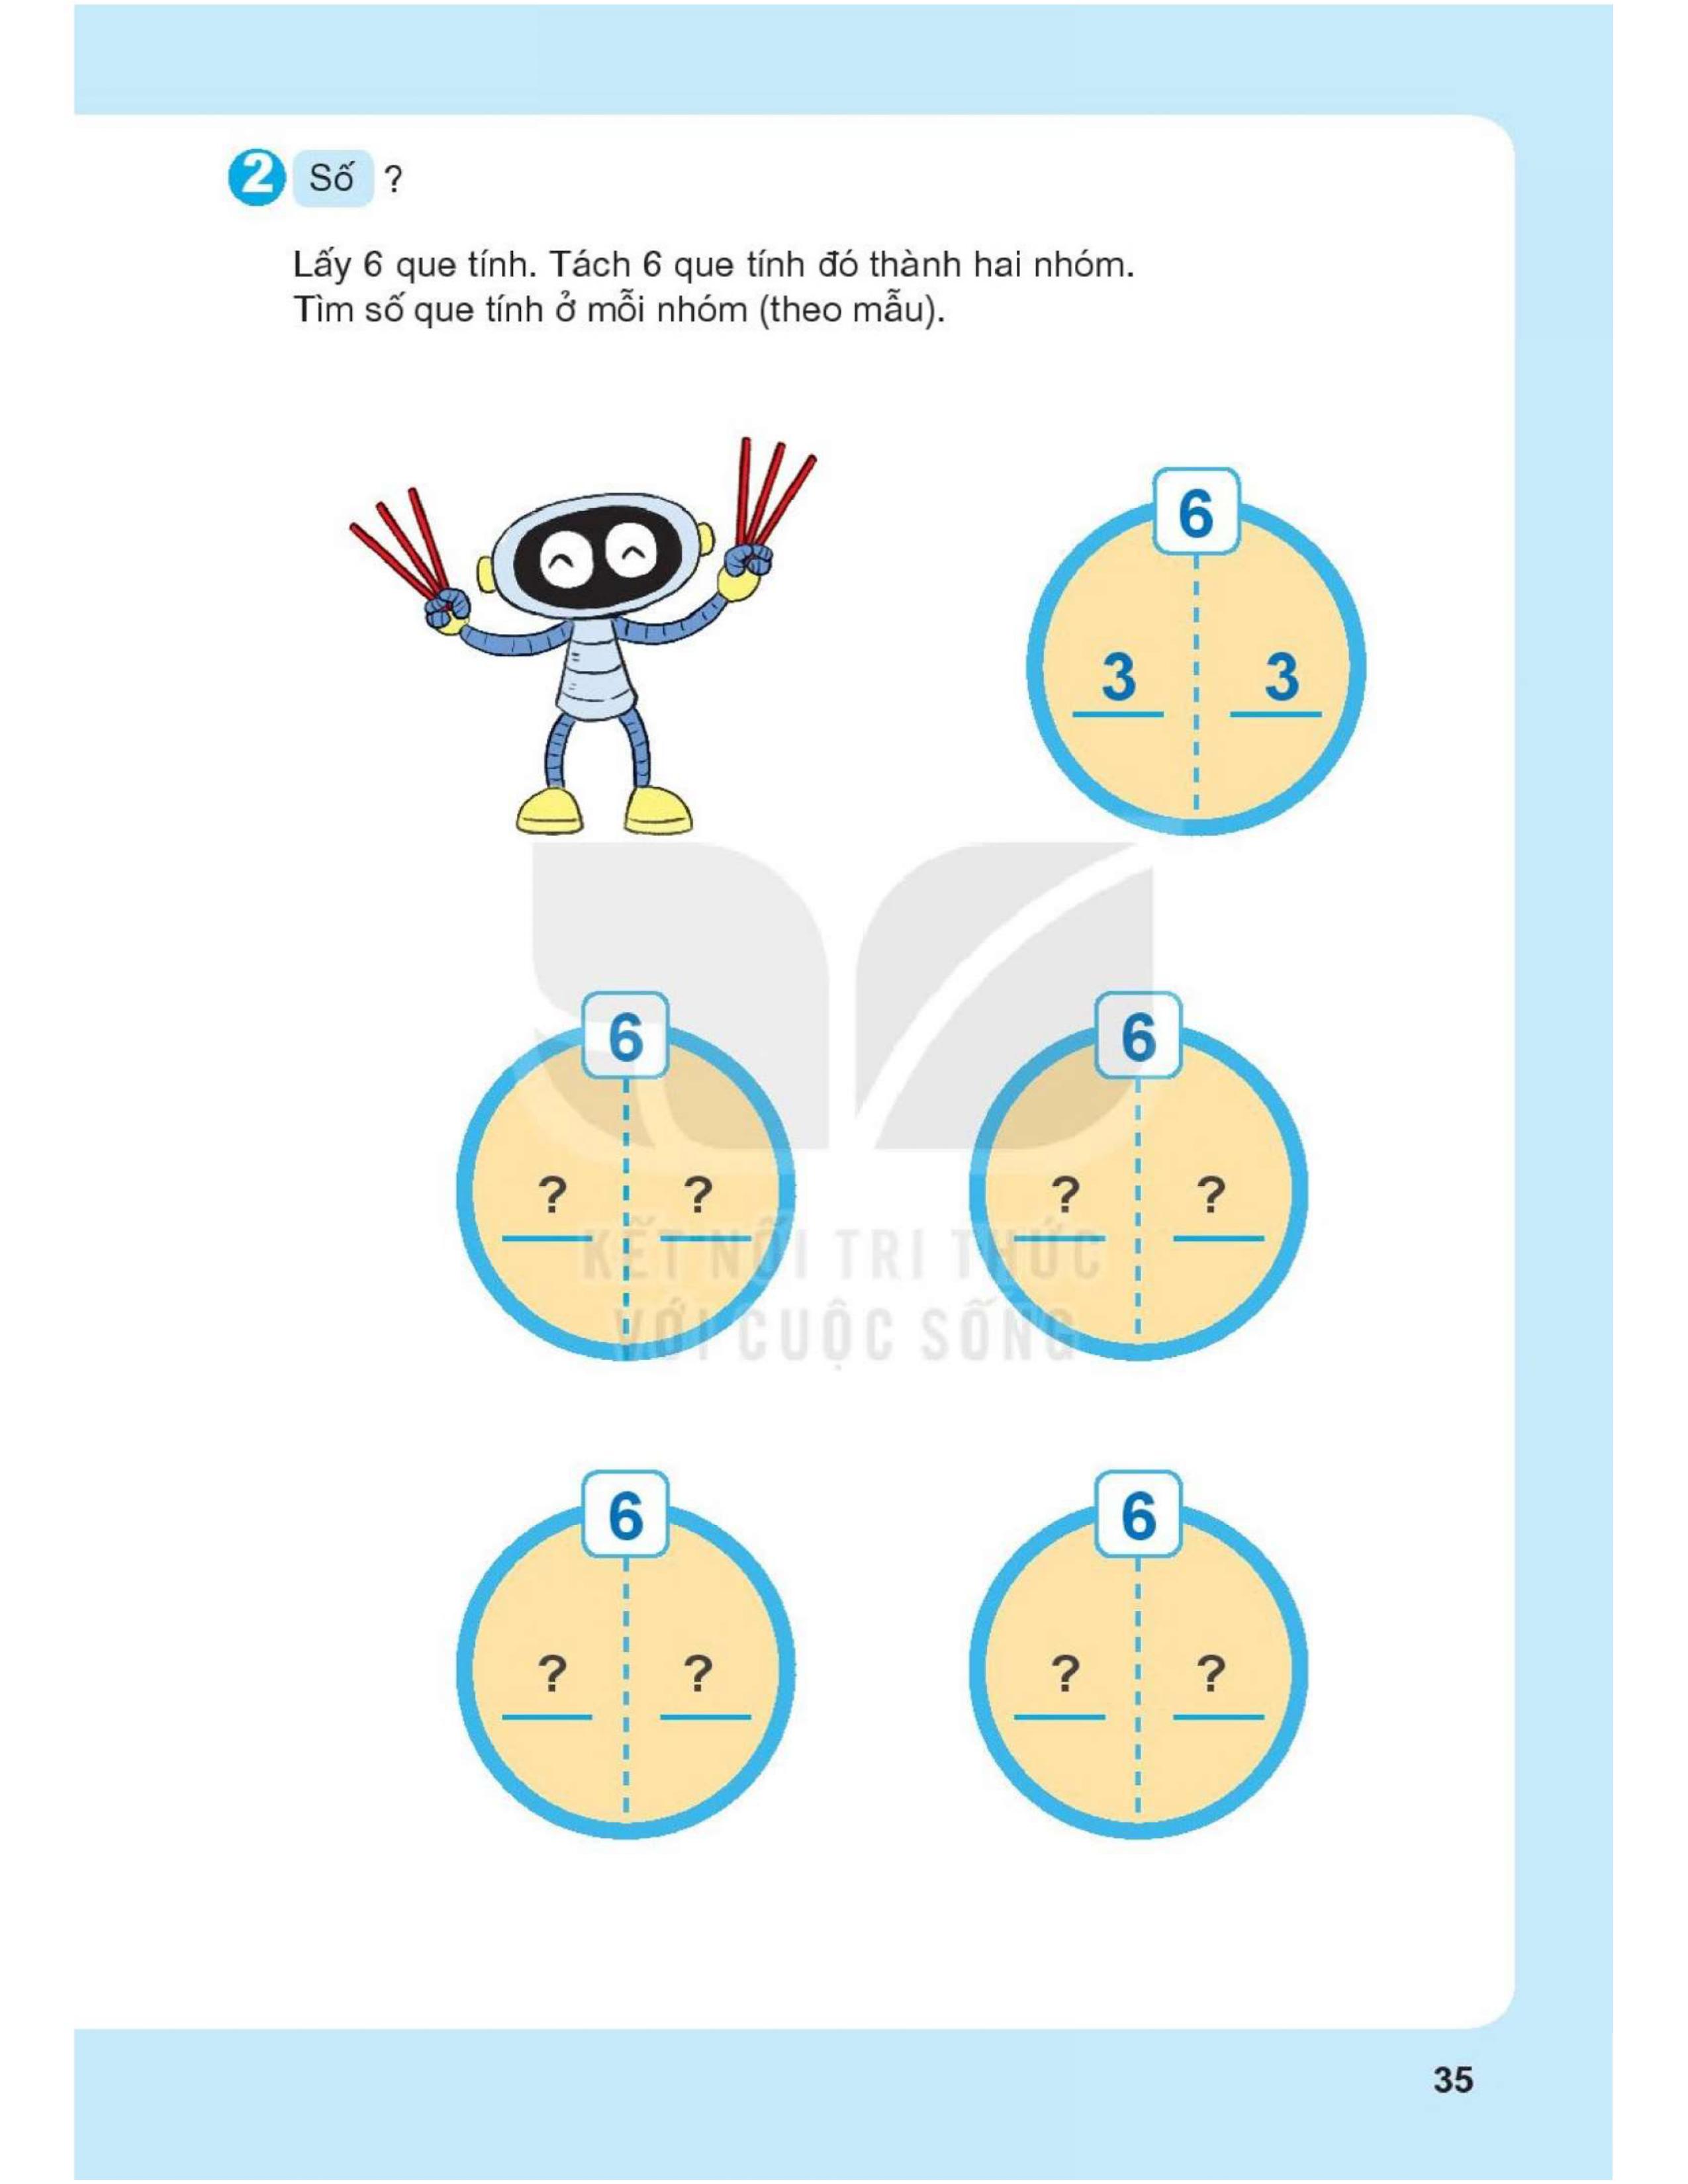 2 Số ?
Lấy 6 que tính. Tách 6 que tính đó thành hai nhóm.
Tìm số que tính ở mỗi nhóm (theo mẫu).
6
3 3
6 6
? ? ? ?
KẾT NỐI TRI THỨC
VỚI CUỘC SỐNG
6 6
? ? ? ?
35